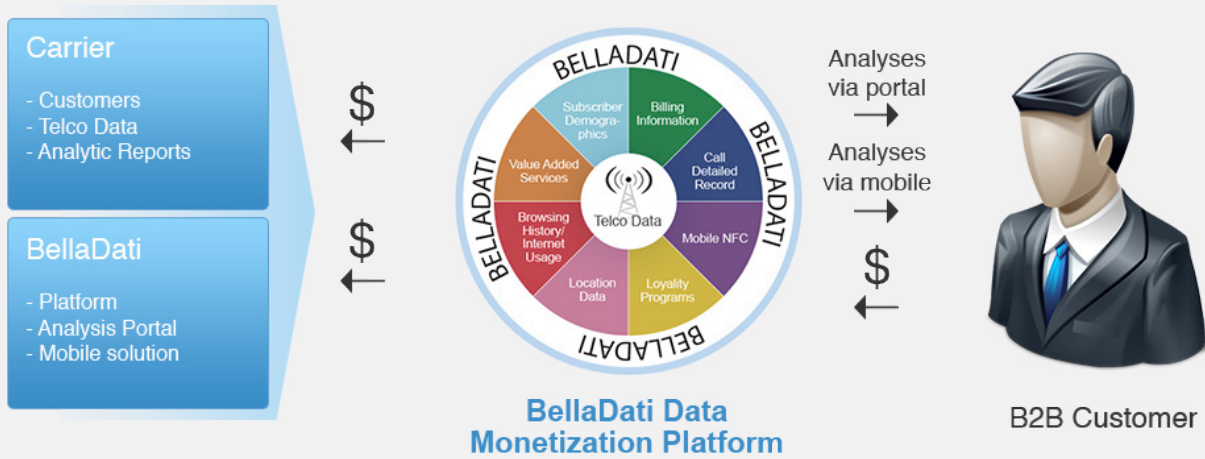 Carrier
- Customers
- Telco Data
- Analytic Reports
BellaDati
- Platform
- Analysis Portal
- Mobile solution
$
$
BELLADATI
BELLADATI
BELLADATI
BELLADATI
Subscriber
Demogra-
phics
Billing
Information
Value Added
Services
Call
Detailed
Record
Telco Data
Browsing
History/
Internet
Usage
Mobile NFC
Location
Data
Loyality
Programs
BellaDati Data
Monetization Platform
Analyses
via portal
Analyses
via mobile
$
B2B Customer